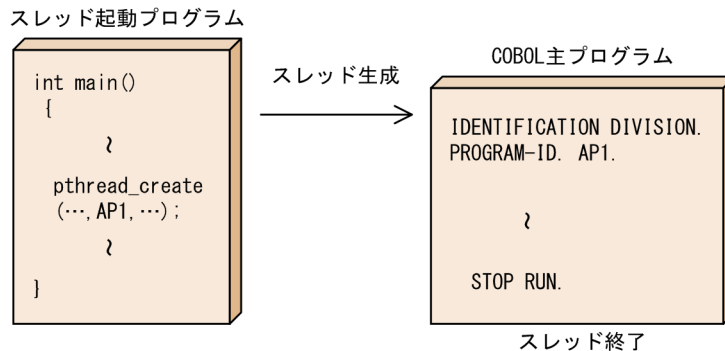 スレッド起動プログラム
int main()
{
～
pthread_create
(…,AP1,…);
～
}
スレッド生成
COBOL主プログラム
IDENTIFICATION DIVISION.
PROGRAM-ID. AP1.
～
STOP RUN.
スレッド終了